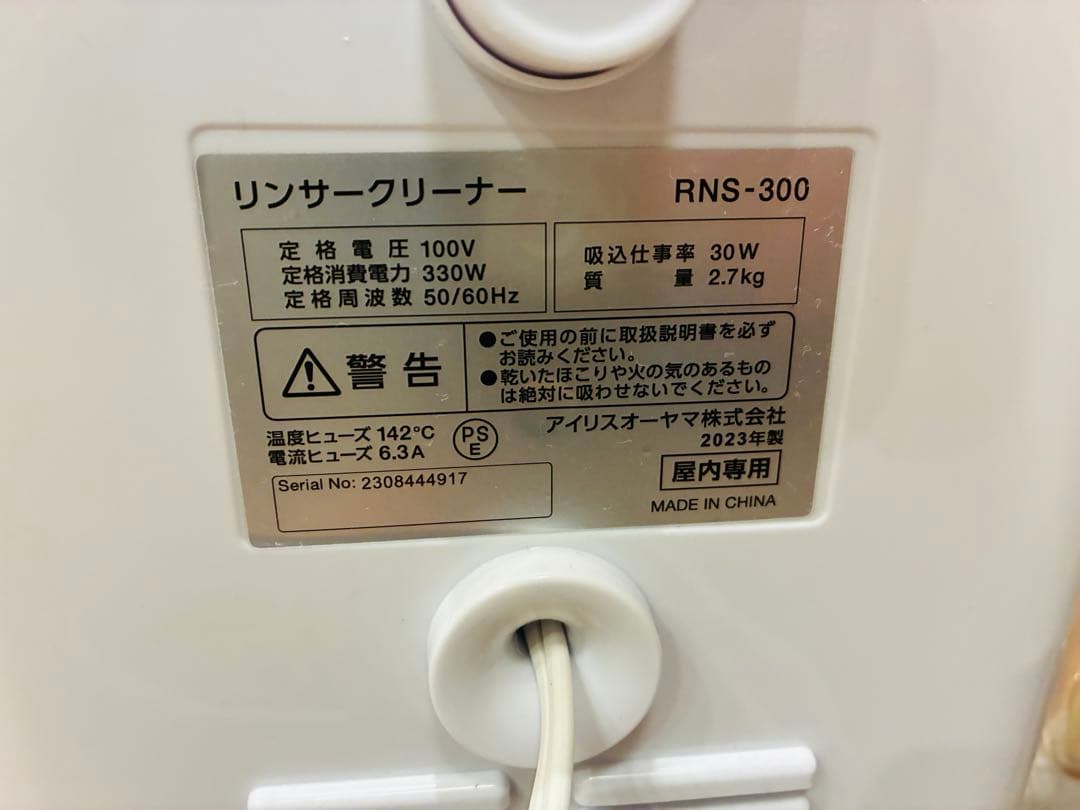 リンサークリーナー RNS-300
定格電圧 100V
定格消費電力 330W
定格周波数 50/60Hz
吸込仕事率 30W
質量 2.7kg
警告
●ご使用の前に取扱説明書を必ず
お読みください。
●乾いたほこりや火の気のあるもの
は絶対に吸わせないでください。
温度ヒューズ 142℃
電流ヒューズ 6.3A
PS
E
アイリスオーヤマ株式会社
2023年製
屋内専用
MADE IN CHINA
Serial No: 2308444917